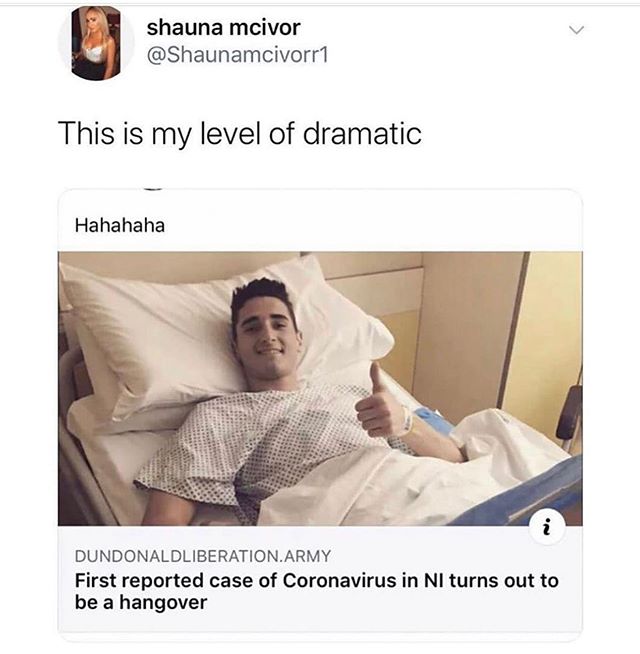 shauna mcivor
@Shaunamcivorr1
This is my level of dramatic
Hahahaha
i
DUNDONALDLIBERATION.ARMY
First reported case of Coronavirus in NI turns out to
be a hangover